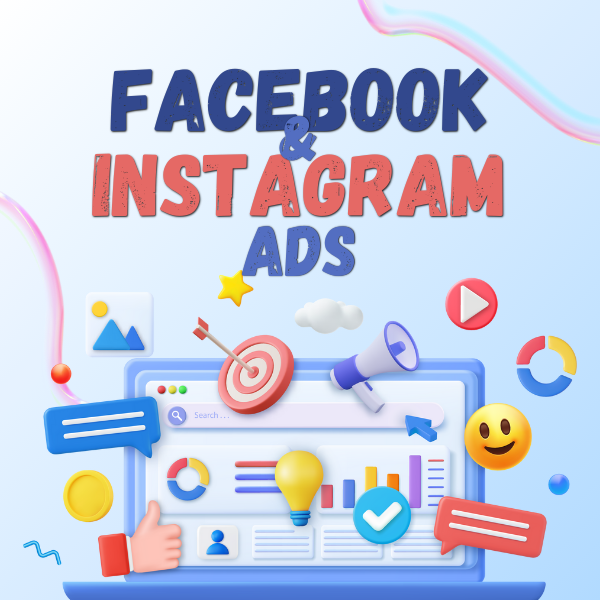 FACEBOOK
&
INSTAGRAM
ADS
Search . . .